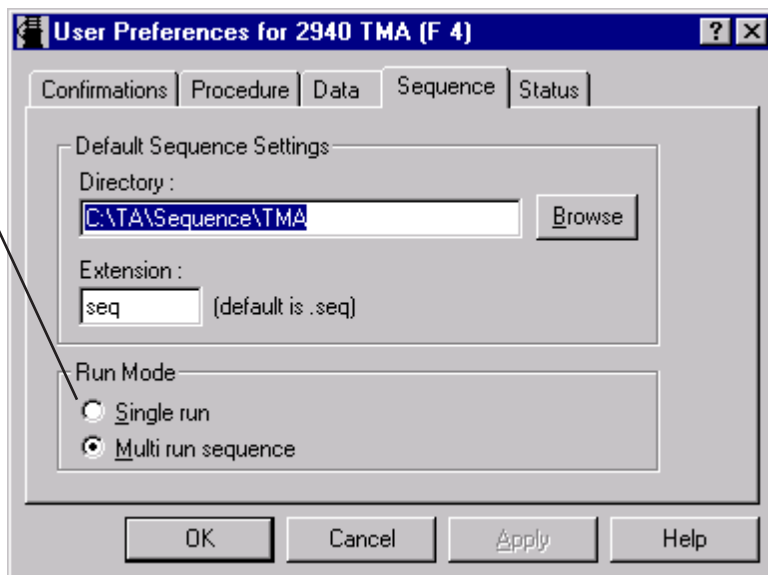 User Preferences for 2940 TMA (F 4)
Confirmations Procedure Data Sequence Status
Default Sequence Settings
Directory :
C:\TA\Sequence\TMA Browse
Extension :
seq (default is .seq)
Run Mode
Single run
Multi run sequence
OK Cancel Apply Help